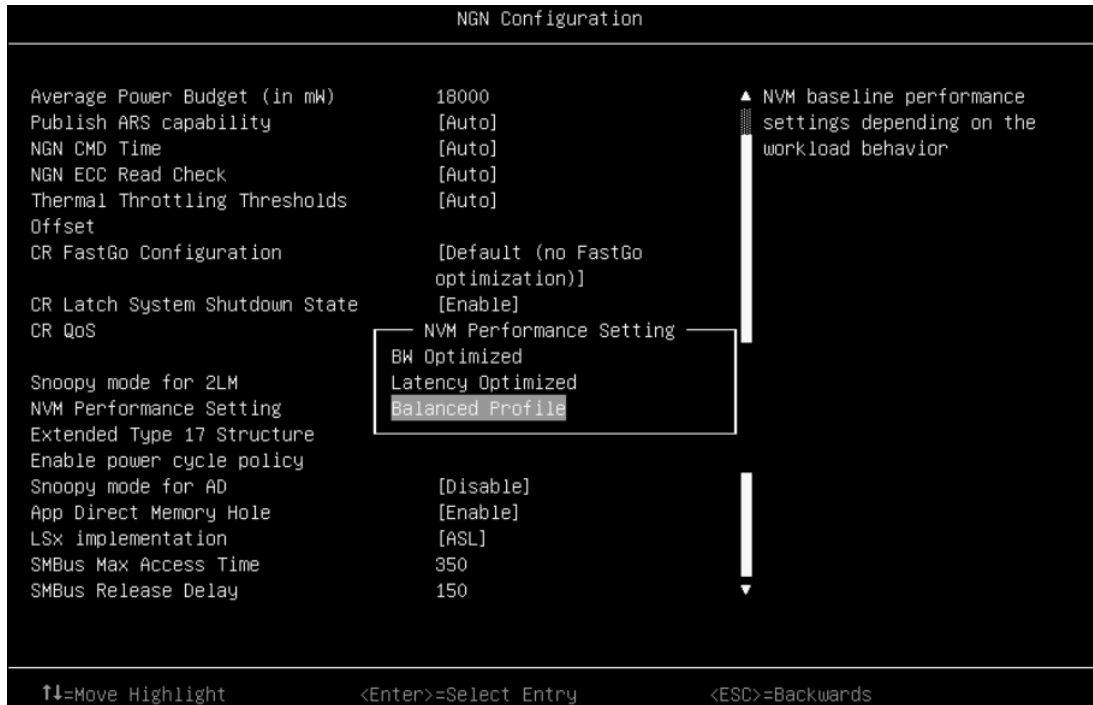 NGN Configuration
Average Power Budget (in mW) 18000 ▲ NVM baseline performance
Publish ARS capability [Auto] settings depending on the
NGN CMD Time [Auto] workload behavior
NGN ECC Read Check [Auto]
Thermal Throttling Thresholds [Auto]
Offset
CR FastGo Configuration [Default (no FastGo
optimization)]
CR Latch System Shutdown State [Enable]
CR QoS NVM Performance Setting
BW Optimized
Snoopy mode for 2LM Latency Optimized
NVM Performance Setting Balanced Profile
Extended Type 17 Structure
Enable power cycle policy
Snoopy mode for AD [Disable]
App Direct Memory Hole [Enable]
LSx implementation [ASL]
SMBus Max Access Time 350
SMBus Release Delay 150 ▼
↑↓=Move Highlight <Enter>=Select Entry <ESC>=Backwards